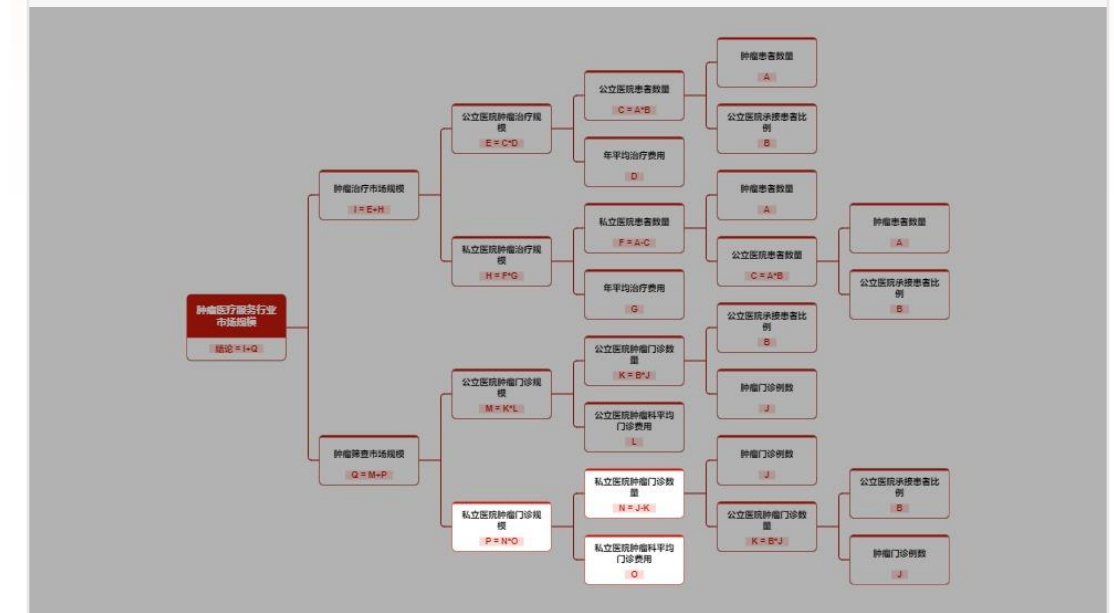 肿瘤患者数量
A
公立医院患者数量
C = A*B
公立医院承接患者比
例
B
公立医院肿瘤治疗规
模
E = C*D
年平均治疗费用
D
肿瘤治疗市场规模
I = E+H
肿瘤患者数量
A
私立医院患者数量
F = A-C
肿瘤患者数量
A
公立医院患者数量
C = A*B
公立医院承接患者比
例
B
私立医院肿瘤治疗规
模
H = F*G
年平均治疗费用
G
肿瘤医疗服务行业
市场规模
结论 = I+Q
公立医院承接患者比
例
B
公立医院肿瘤门诊数
量
K = B*J
肿瘤门诊例数
J
公立医院肿瘤门诊规
模
M = K*L
公立医院肿瘤科平均
门诊费用
L
肿瘤筛查市场规模
Q = M+P
肿瘤门诊例数
J
私立医院肿瘤门诊数
量
N = J-K
公立医院承接患者比
例
B
公立医院肿瘤门诊数
量
K = B*J
肿瘤门诊例数
J
私立医院肿瘤门诊规
模
P = N*O
私立医院肿瘤科平均
门诊费用
O